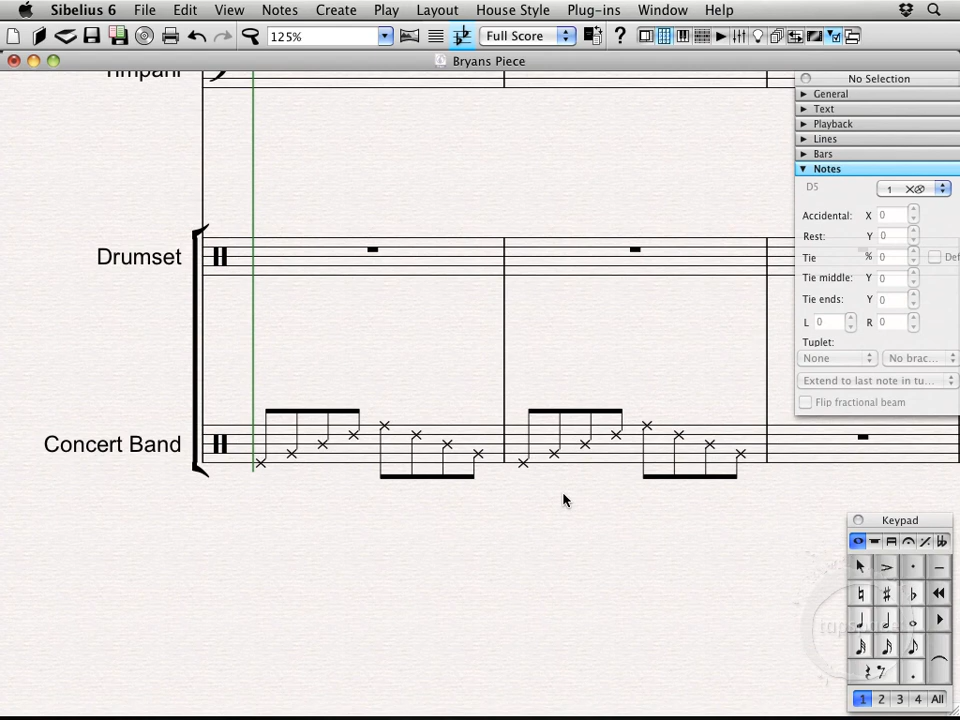 Sibelius 6 File Edit View Notes Create Play Layout House Style Plug-ins Window Help
125% Full Score ?
Bryans Piece
Timpani
No Selection
General
Text
Playback
Lines
Bars
Notes
D5 1
Accidental: X 0
Rest: Y 0
Tie % 0 Def
Tie middle: Y 0
Tie ends: Y 0
L 0 R 0
Tuplet:
None No brac...
Extend to last note in tu...
Flip fractional beam
Drumset
Concert Band
Keypad
1 2 3 4 All